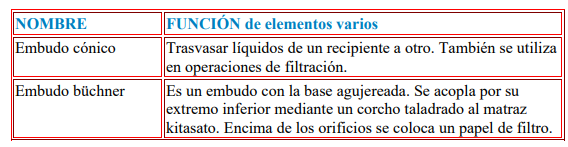 NOMBRE FUNCIÓN de elementos varios
Embudo cónico Trasvasar líquidos de un recipiente a otro. También se utiliza
en operaciones de filtración.
Embudo büchner Es un embudo con la base agujereada. Se acopla por su
extremo inferior mediante un corcho taladrado al matraz
kitasato. Encima de los orificios se coloca un papel de filtro.